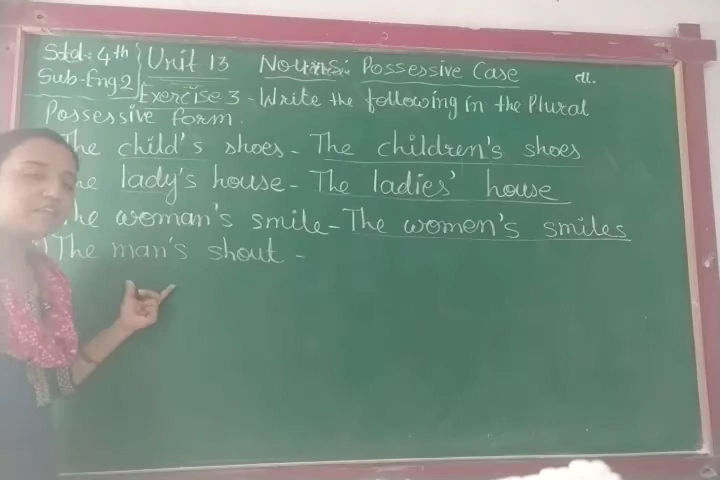 Std: 4th Unit 13 Nouns: Possessive Case
Sub-Eng 2 Exercise 3 - Write the following in the Plural
Possessive form.
The child's shoes - The children's shoes
The lady's house - The ladies' house
The woman's smile - The women's smiles
The man's shout -